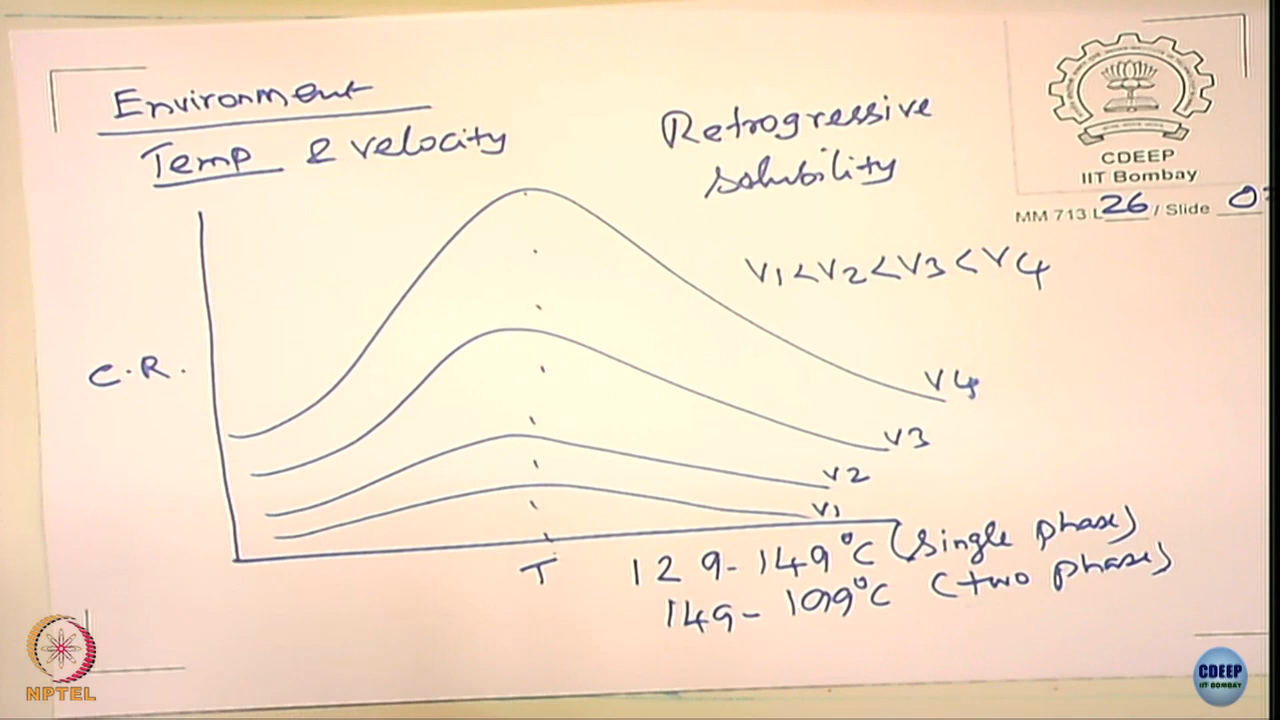 Environment
Temp & velocity
Retrogressive
solubility
CDEEP
IIT Bombay
MM 713 L 26 / Slide
V1<V2<V3<V4
C.R.
V4
V3
V2
V1
T
129-149°C (single phase)
149-199°C (two phase)
NPTEL
CDEEP
IIT BOMBAY